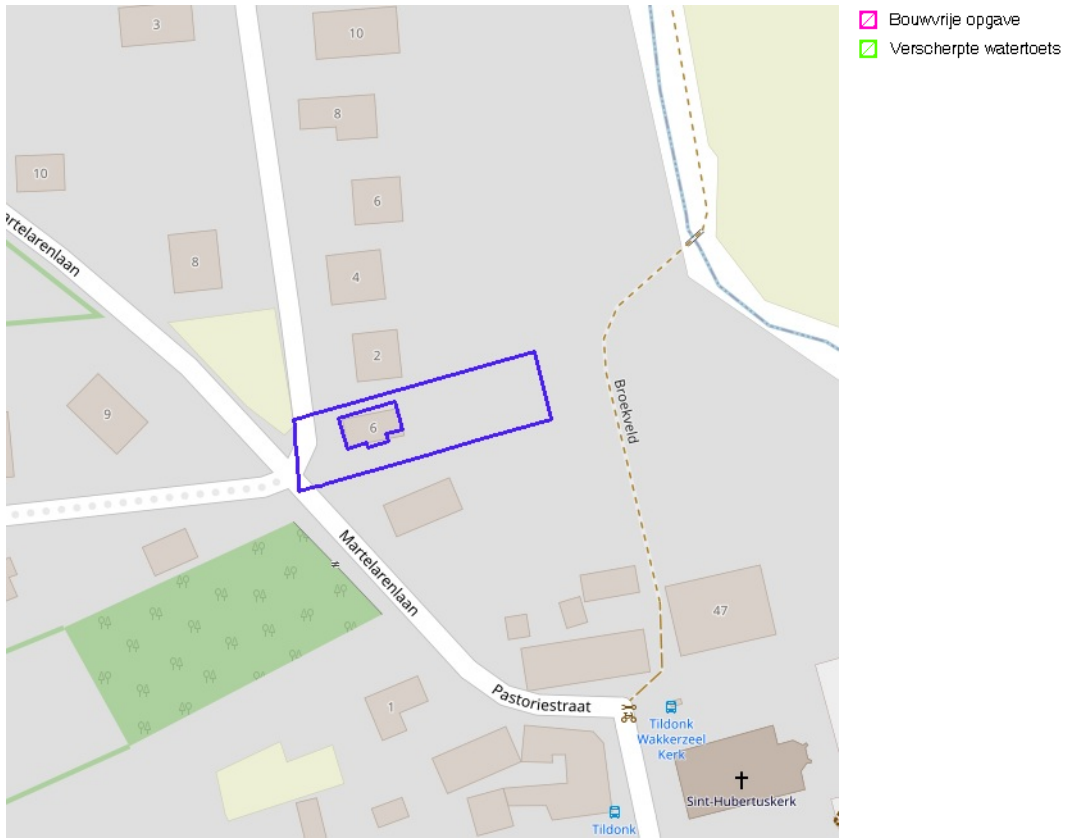 Bouwvrije opgave
Verscherpte watertoets
3
10
8
10
6
artelarenlaan
8
4
2
9
6
Broekveld
Martelarenlaan
47
1
Pastoriestraat
Tildonk
Wakkerzeel
Kerk
Sint-Hubertuskerk
Tildonk